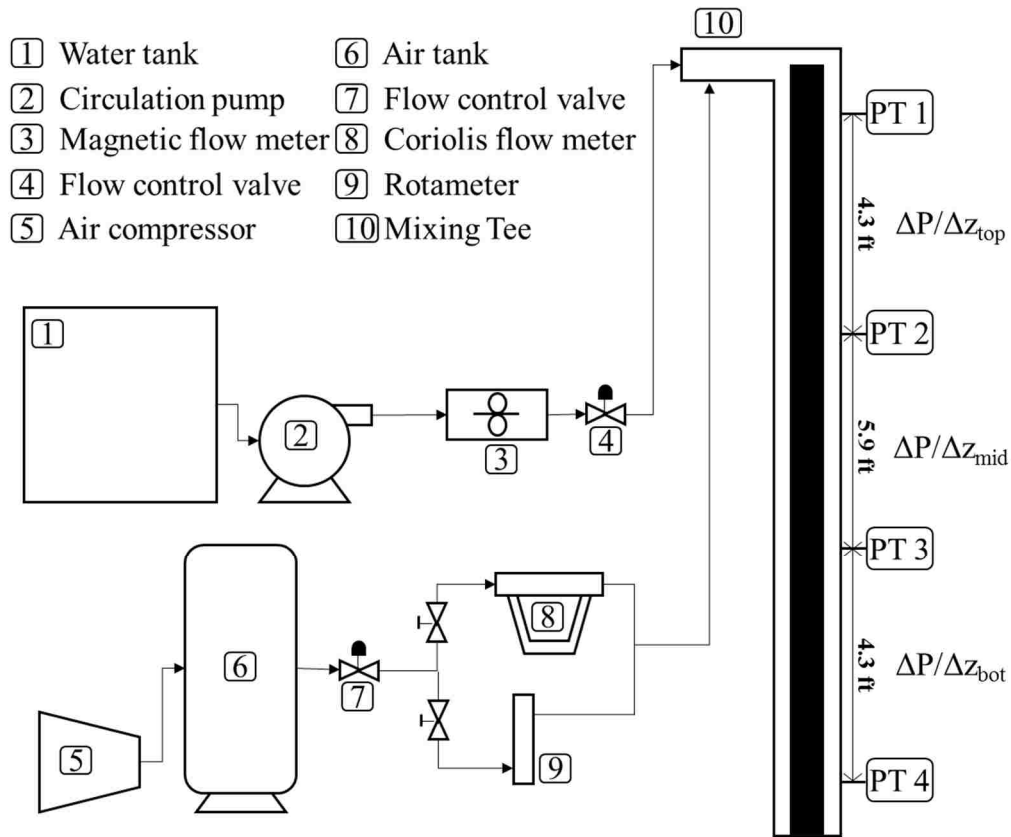 1 Water tank
2 Circulation pump
3 Magnetic flow meter
4 Flow control valve
5 Air compressor
6 Air tank
7 Flow control valve
8 Coriolis flow meter
9 Rotameter
10 Mixing Tee
10
PT 1
4.3 ft ΔP/Δz_top
PT 2
5.9 ft ΔP/Δz_mid
PT 3
4.3 ft ΔP/Δz_bot
PT 4
1
2
3
4
5
6
7
8
9